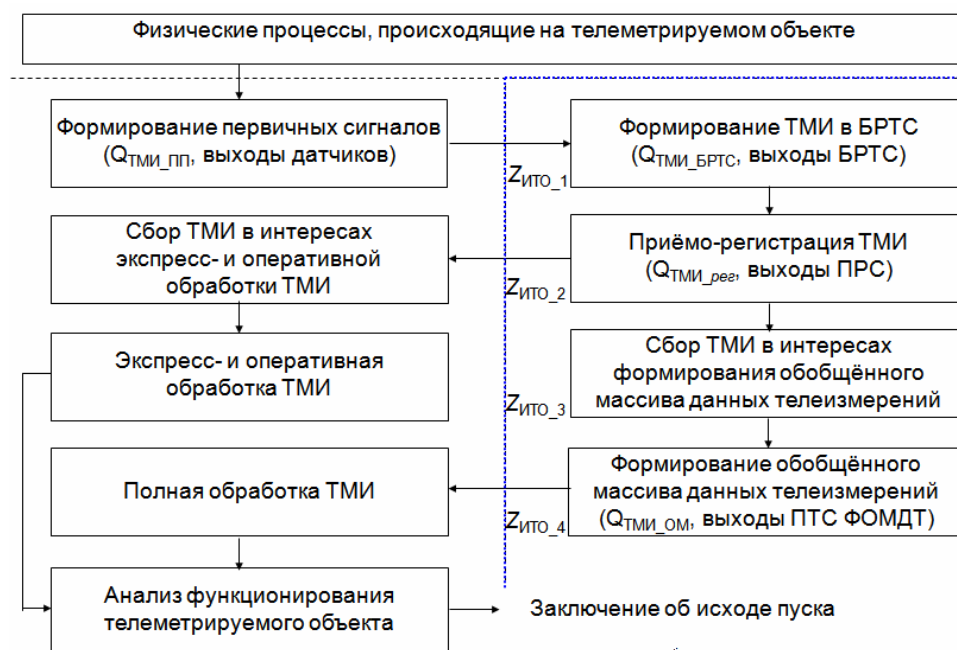 Физические процессы, происходящие на телеметрируемом объекте
Формирование первичных сигналов
(QТМИ_ПП, выходы датчиков)
Формирование ТМИ в БРТС
(QТМИ_БРТС, выходы БРТС)
ZИТО_1
Сбор ТМИ в интересах
экспресс- и оперативной
обработки ТМИ
Приёмо-регистрация ТМИ
(QТМИ_рег, выходы ПРС)
ZИТО_2
Экспресс- и оперативная
обработка ТМИ
Сбор ТМИ в интересах
формирования обобщённого
массива данных телеизмерений
ZИТО_3
Полная обработка ТМИ
Формирование обобщённого
массива данных телеизмерений
(QТМИ_ОМ, выходы ПТС ФОМДТ)
ZИТО_4
Анализ функционирования
телеметрируемого объекта
Заключение об исходе пуска